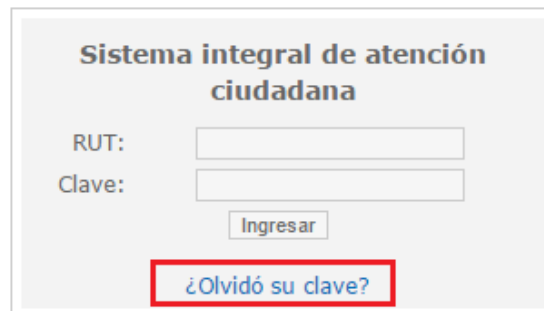 Sistema integral de atención
ciudadana
RUT:
Clave:
Ingresar
¿Olvidó su clave?